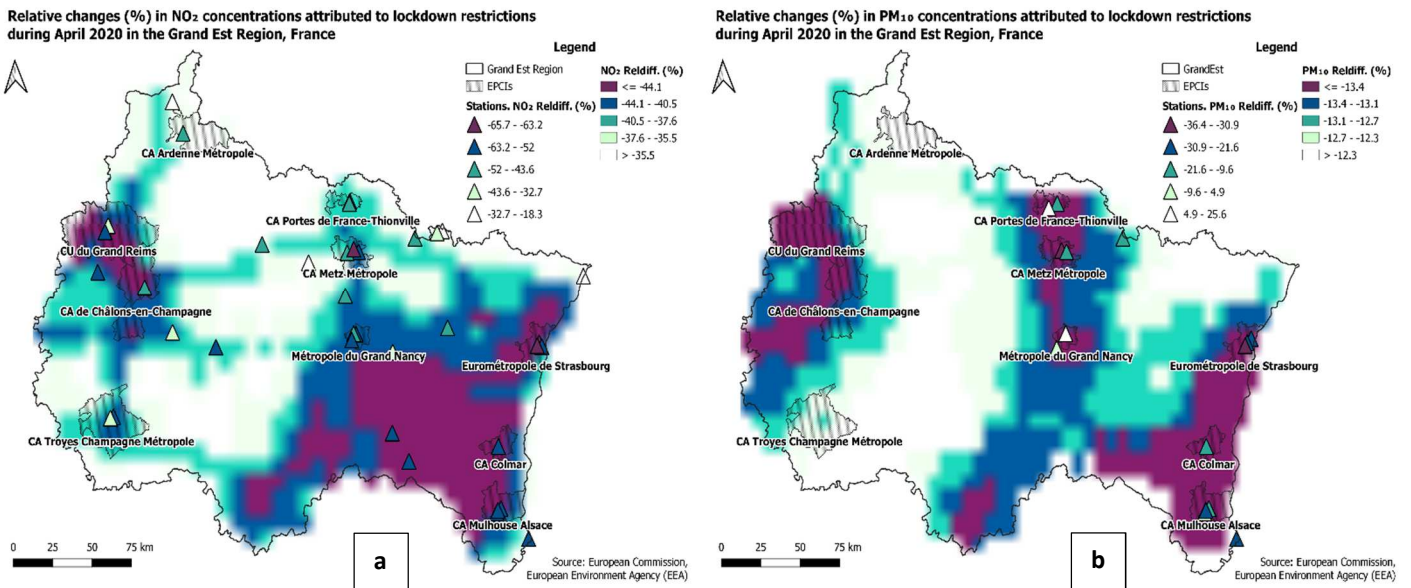 Relative changes (%) in NO₂ concentrations attributed to lockdown restrictions
during April 2020 in the Grand Est Region, France
Legend
Grand Est Region
EPCIs
Stations. NO₂ Reldiff. (%)
-65.7 - -63.2
-63.2 - -52
-52 - -43.6
-43.6 - -32.7
-32.7 - -18.3
NO₂ Reldiff. (%)
<= -44.1
-44.1 - -40.5
-40.5 - -37.6
-37.6 - -35.5
> -35.5
CA Ardenne Métropole
CA Portes de France-Thionville
CU du Grand Reims
CA Metz Métropole
CA de Châlons-en-Champagne
Métropole du Grand Nancy
Eurométropole de Strasbourg
CA Troyes Champagne Métropole
CA Colmar
CA Mulhouse Alsace
0 25 50 75 km
a
Source: European Commission,
European Environment Agency (EEA)
Relative changes (%) in PM₁₀ concentrations attributed to lockdown restrictions
during April 2020 in the Grand Est Region, France
Legend
GrandEst
EPCIs
Stations. PM₁₀ Reldiff. (%)
-36.4 - -30.9
-30.9 - -21.6
-21.6 - -9.6
-9.6 - 4.9
4.9 - 25.6
PM₁₀ Reldiff. (%)
<= -13.4
-13.4 - -13.1
-13.1 - -12.7
-12.7 - -12.3
> -12.3
CA Ardenne Métropole
CA Portes de France-Thionville
CU du Grand Reims
CA Metz Métropole
CA de Châlons-en-Champagne
Métropole du Grand Nancy
Eurométropole de Strasbourg
CA Troyes Champagne Métropole
CA Colmar
CA Mulhouse Alsace
0 25 50 75 km
b
Source: European Commission,
European Environment Agency (EEA)